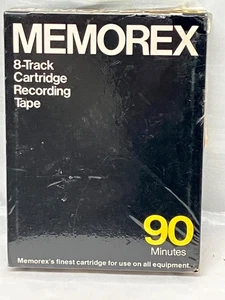 MEMOREX
8-Track
Cartridge
Recording
Tape
90
Minutes
Memorex's finest cartridge for use on all equipment.